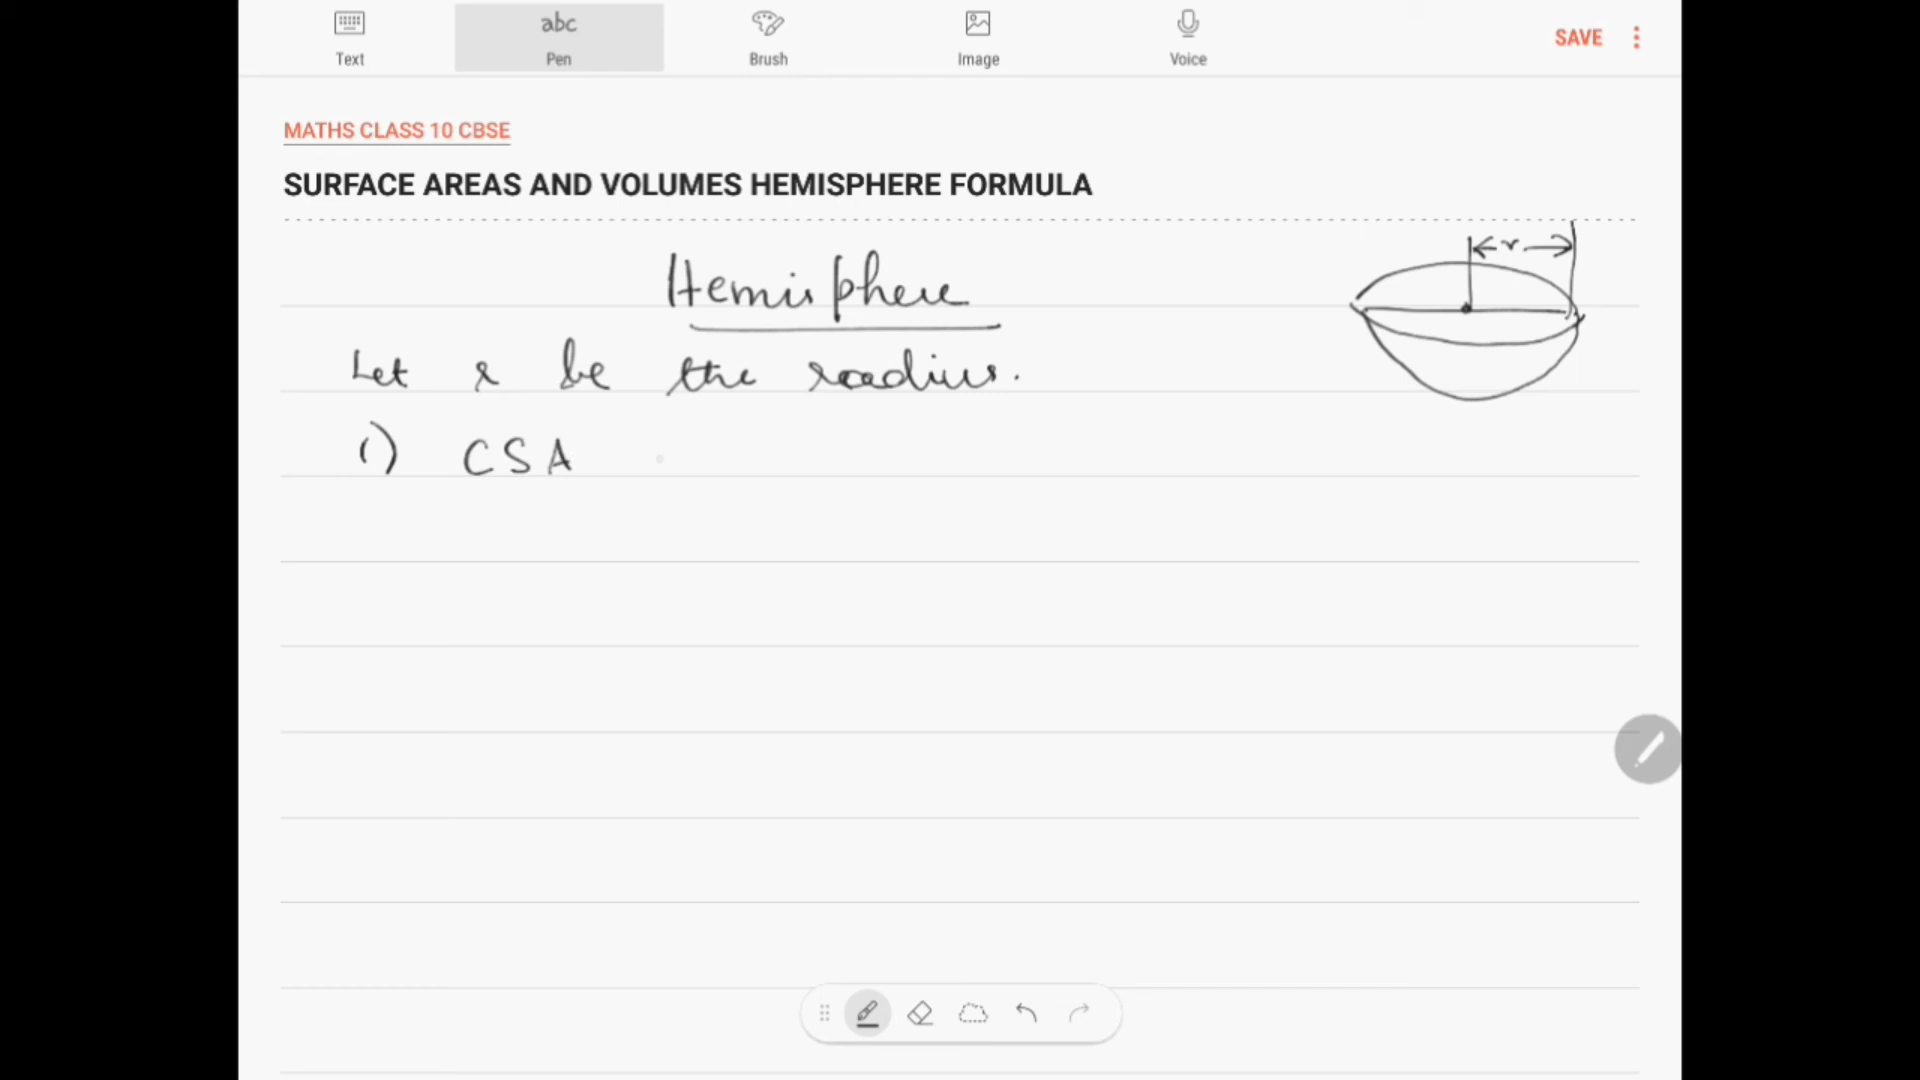 Text
abc
Pen
Brush
Image
Voice
SAVE
MATHS CLASS 10 CBSE
SURFACE AREAS AND VOLUMES HEMISPHERE FORMULA
Hemisphere
r
Let r be the radius.
1) CSA